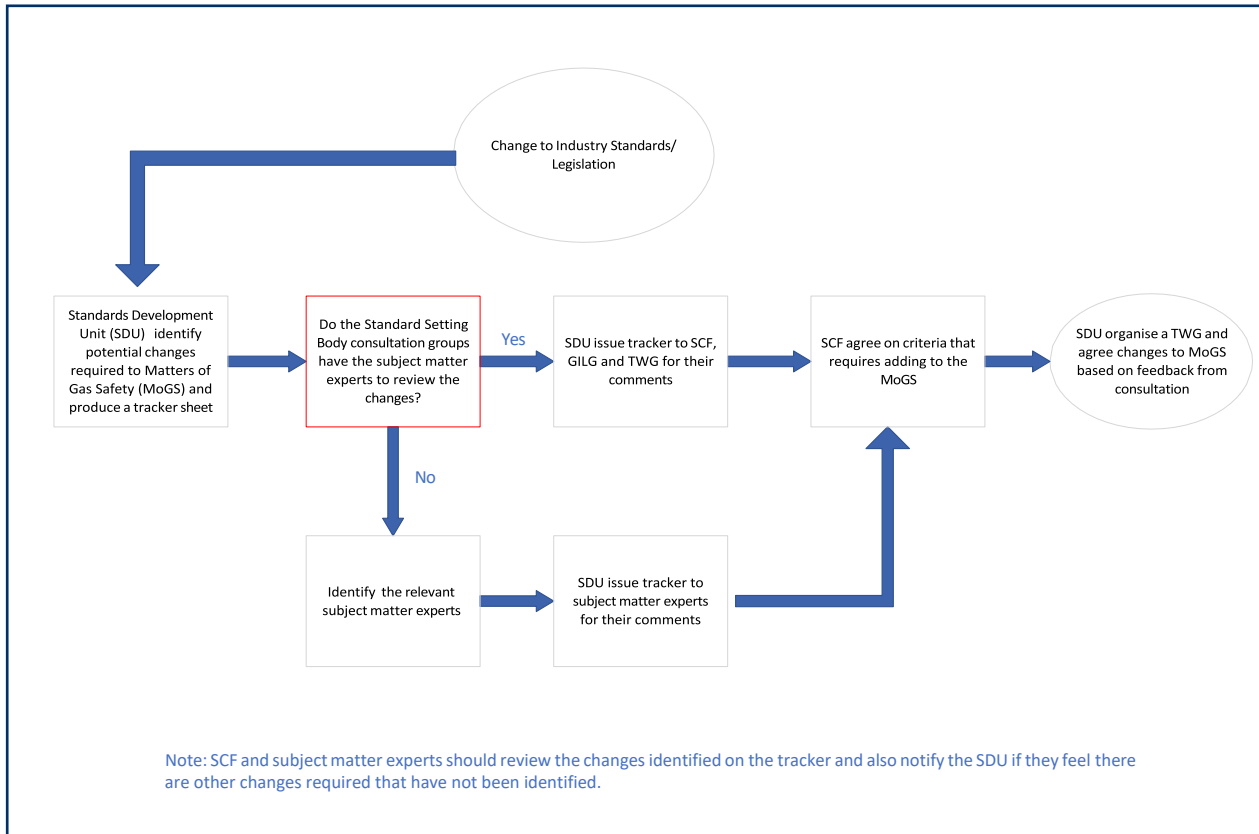 Change to Industry Standards/
Legislation
Standards Development
Unit (SDU) identify
potential changes
required to Matters of
Gas Safety (MoGS) and
produce a tracker sheet
Do the Standard Setting
Body consultation groups
have the subject matter
experts to review the
changes?
Yes
SDU issue tracker to SCF,
GILG and TWG for their
comments
SCF agree on criteria that
requires adding to the
MoGS
SDU organise a TWG and
agree changes to MoGS
based on feedback from
consultation
No
Identify the relevant
subject matter experts
SDU issue tracker to
subject matter experts
for their comments
Note: SCF and subject matter experts should review the changes identified on the tracker and also notify the SDU if they feel there
are other changes required that have not been identified.